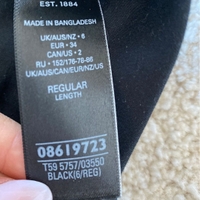 EST. 1884
MADE IN BANGLADESH
UK/AUS/NZ • 6
EUR • 34
CAN/US • 2
RU • 152/176-78-86
UK/AUS/CAN/EUR/NZ/US
REGULAR
LENGTH
08619723
T59 5757/03550
BLACK(6/REG)